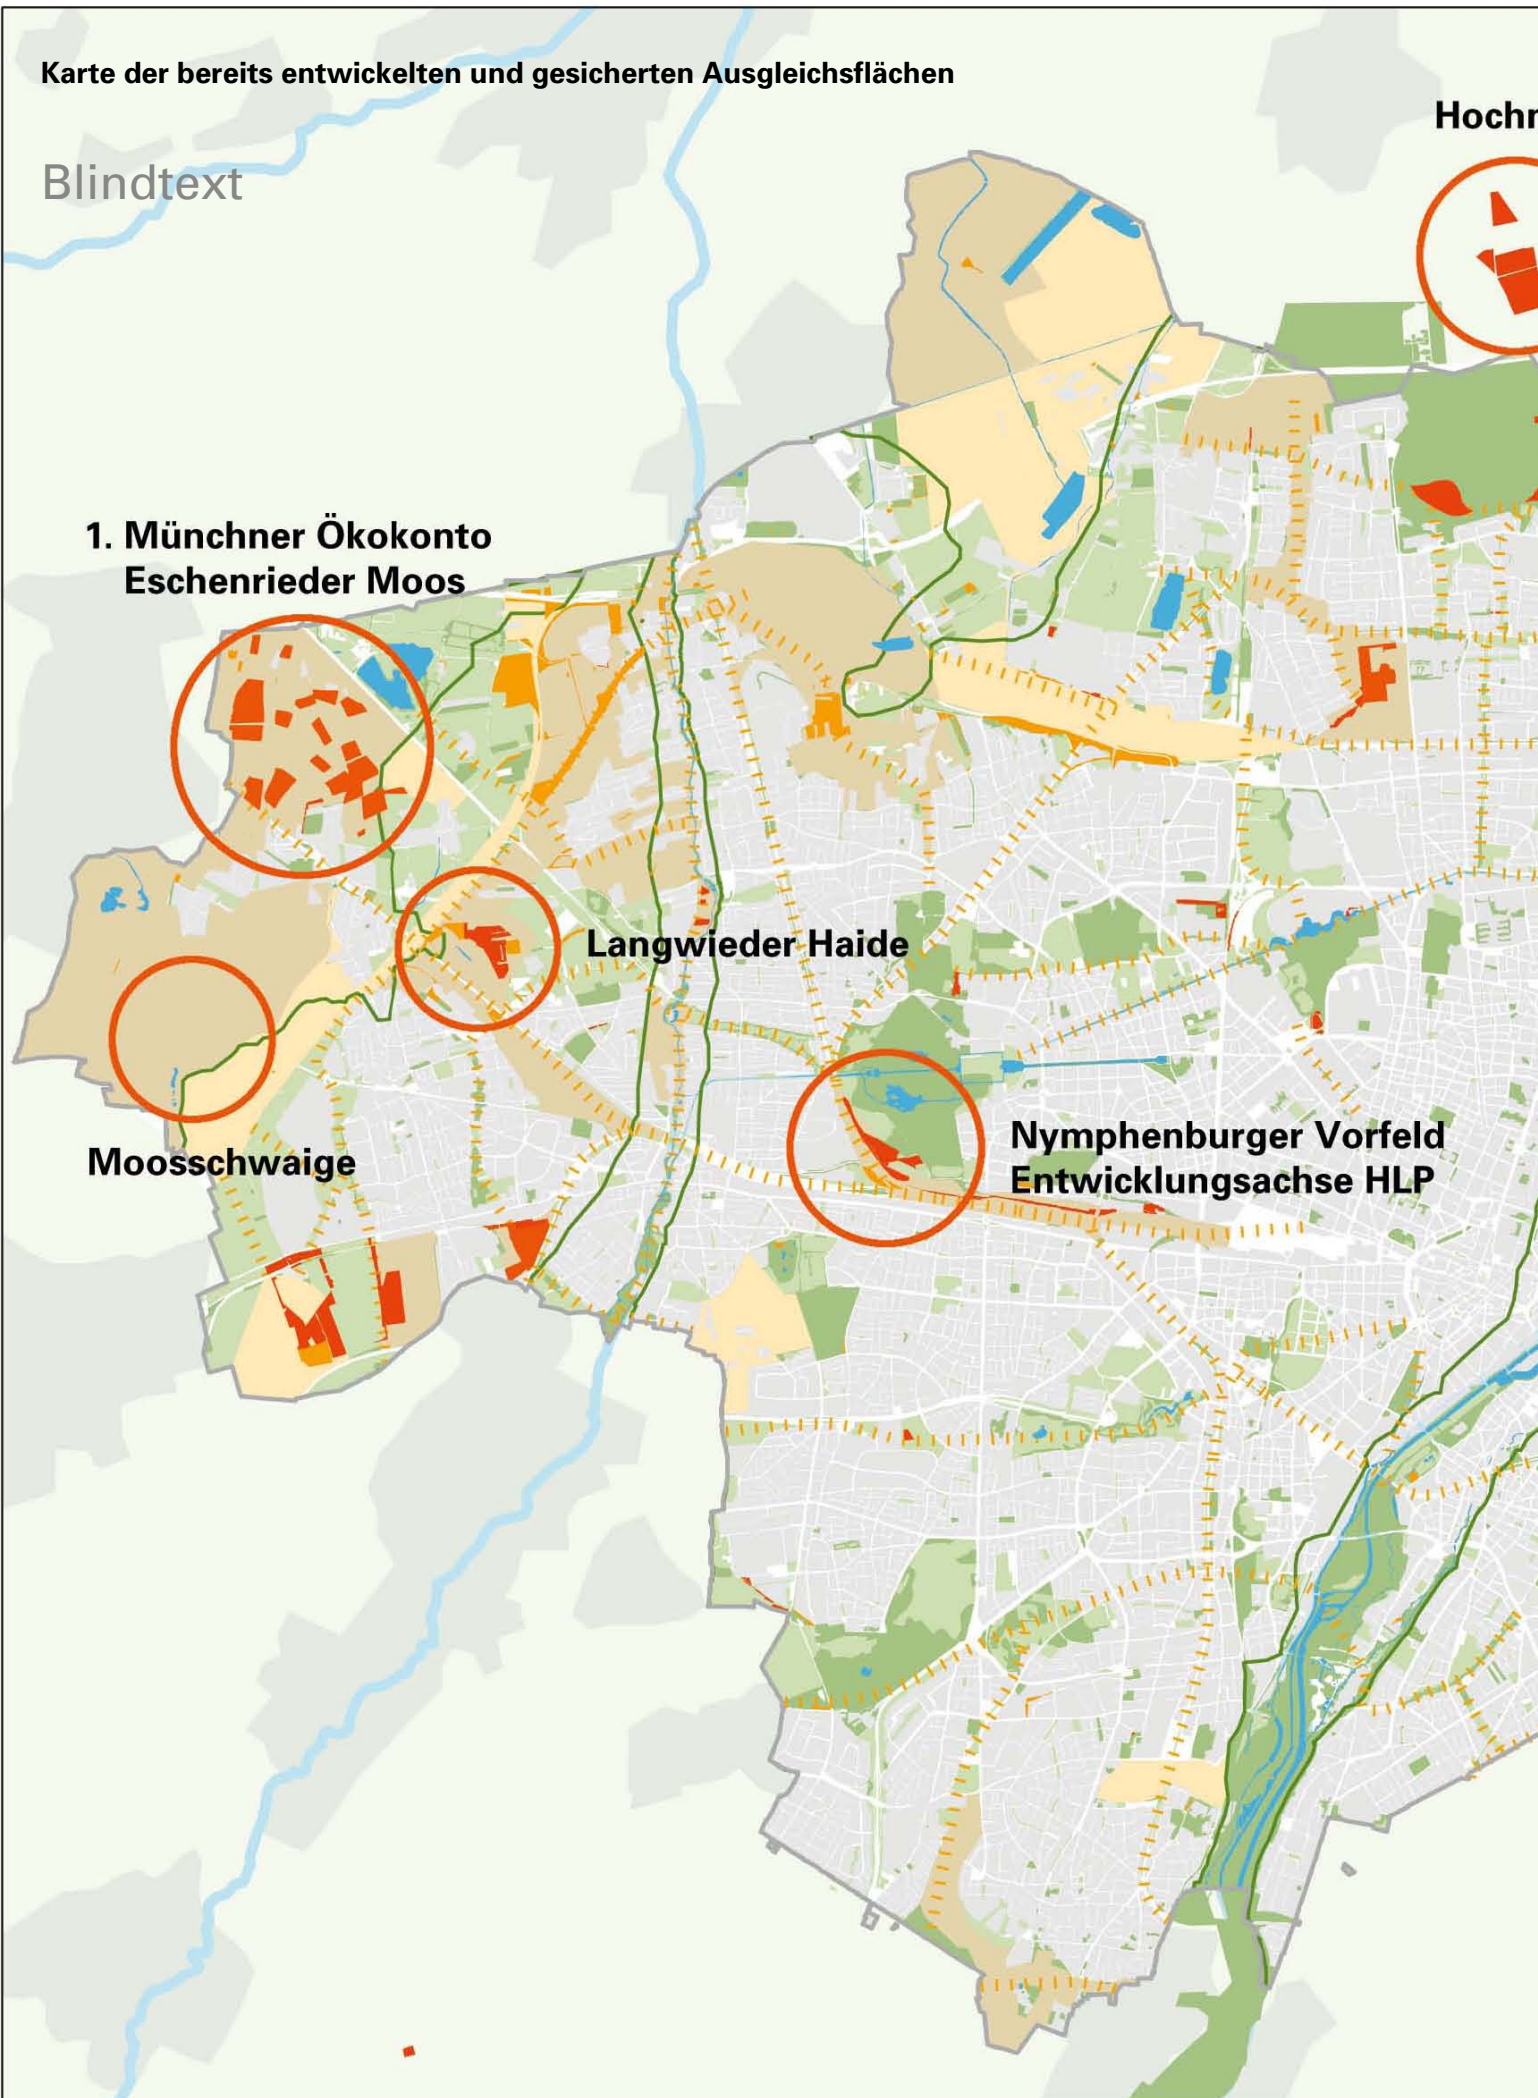 Karte der bereits entwickelten und gesicherten Ausgleichsflächen
Blindtext
Hochm
1. Münchner Ökokonto
Eschenrieder Moos
Langwieder Haide
Nymphenburger Vorfeld
Entwicklungsachse HLP
Moosschwaige